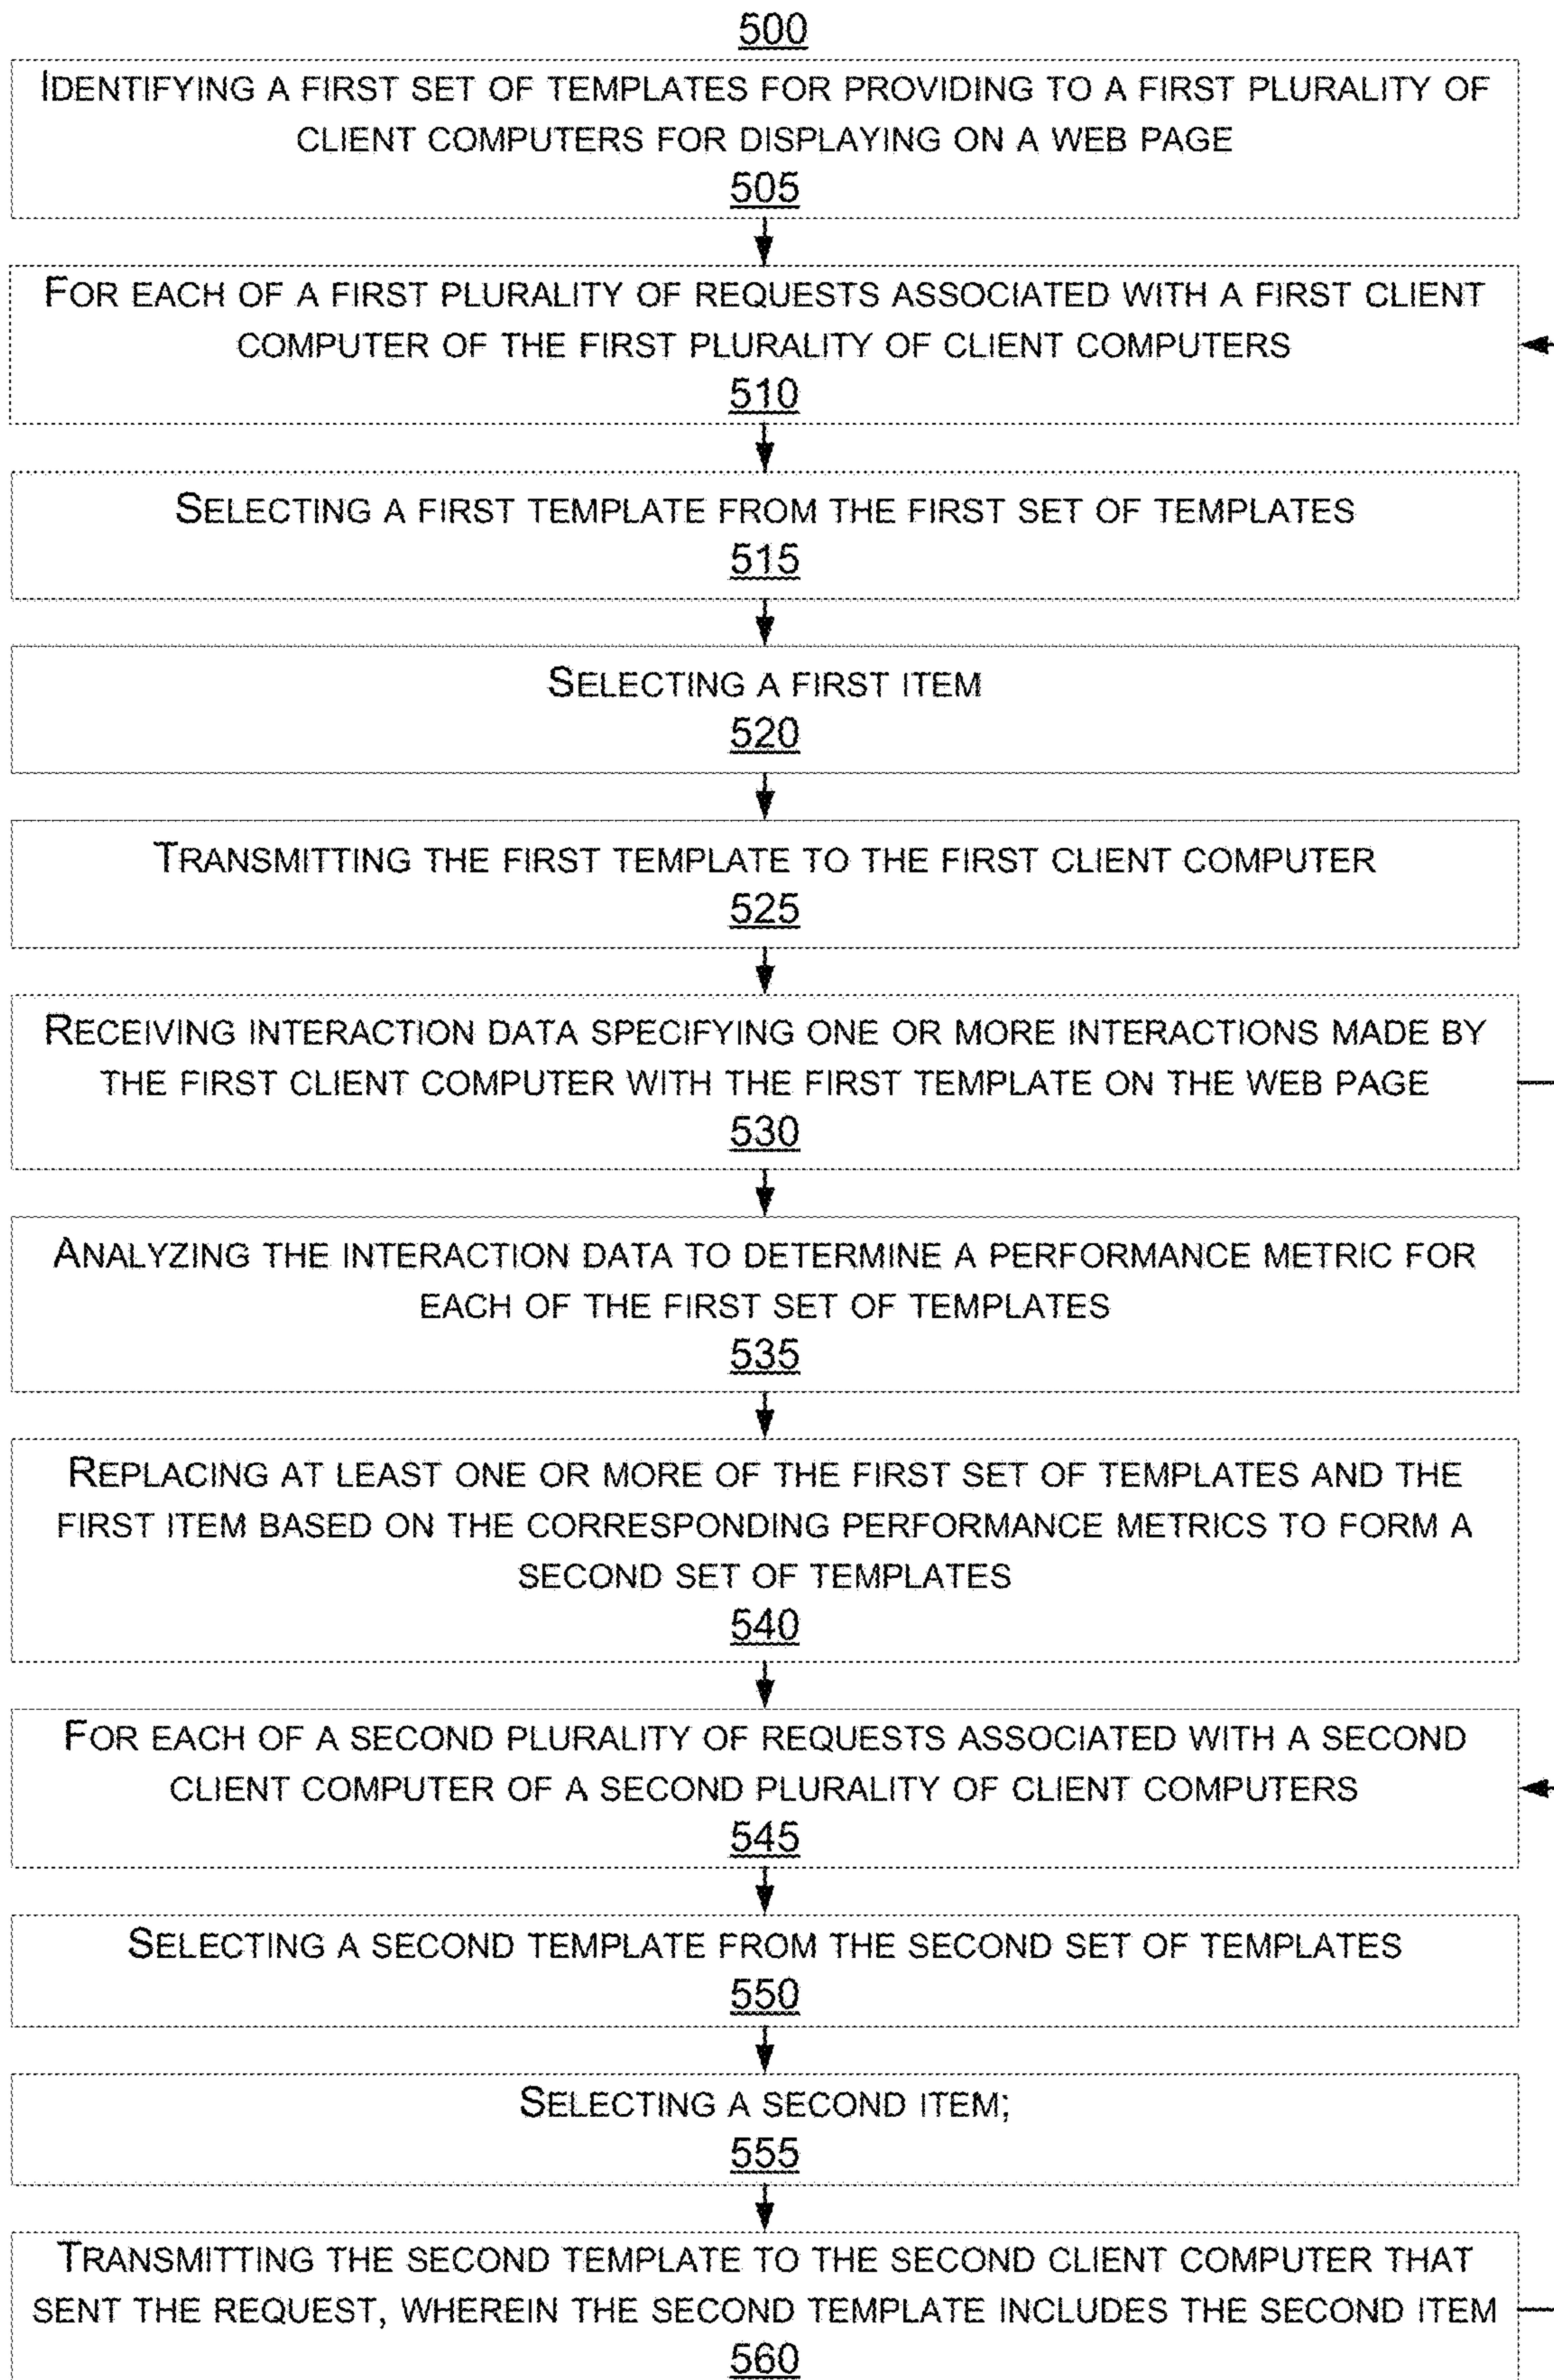 500
IDENTIFYING A FIRST SET OF TEMPLATES FOR PROVIDING TO A FIRST PLURALITY OF
CLIENT COMPUTERS FOR DISPLAYING ON A WEB PAGE
505
FOR EACH OF A FIRST PLURALITY OF REQUESTS ASSOCIATED WITH A FIRST CLIENT
COMPUTER OF THE FIRST PLURALITY OF CLIENT COMPUTERS
510
SELECTING A FIRST TEMPLATE FROM THE FIRST SET OF TEMPLATES
515
SELECTING A FIRST ITEM
520
TRANSMITTING THE FIRST TEMPLATE TO THE FIRST CLIENT COMPUTER
525
RECEIVING INTERACTION DATA SPECIFYING ONE OR MORE INTERACTIONS MADE BY
THE FIRST CLIENT COMPUTER WITH THE FIRST TEMPLATE ON THE WEB PAGE
530
ANALYZING THE INTERACTION DATA TO DETERMINE A PERFORMANCE METRIC FOR
EACH OF THE FIRST SET OF TEMPLATES
535
REPLACING AT LEAST ONE OR MORE OF THE FIRST SET OF TEMPLATES AND THE
FIRST ITEM BASED ON THE CORRESPONDING PERFORMANCE METRICS TO FORM A
SECOND SET OF TEMPLATES
540
FOR EACH OF A SECOND PLURALITY OF REQUESTS ASSOCIATED WITH A SECOND
CLIENT COMPUTER OF A SECOND PLURALITY OF CLIENT COMPUTERS
545
SELECTING A SECOND TEMPLATE FROM THE SECOND SET OF TEMPLATES
550
SELECTING A SECOND ITEM;
555
TRANSMITTING THE SECOND TEMPLATE TO THE SECOND CLIENT COMPUTER THAT
SENT THE REQUEST, WHEREIN THE SECOND TEMPLATE INCLUDES THE SECOND ITEM
560